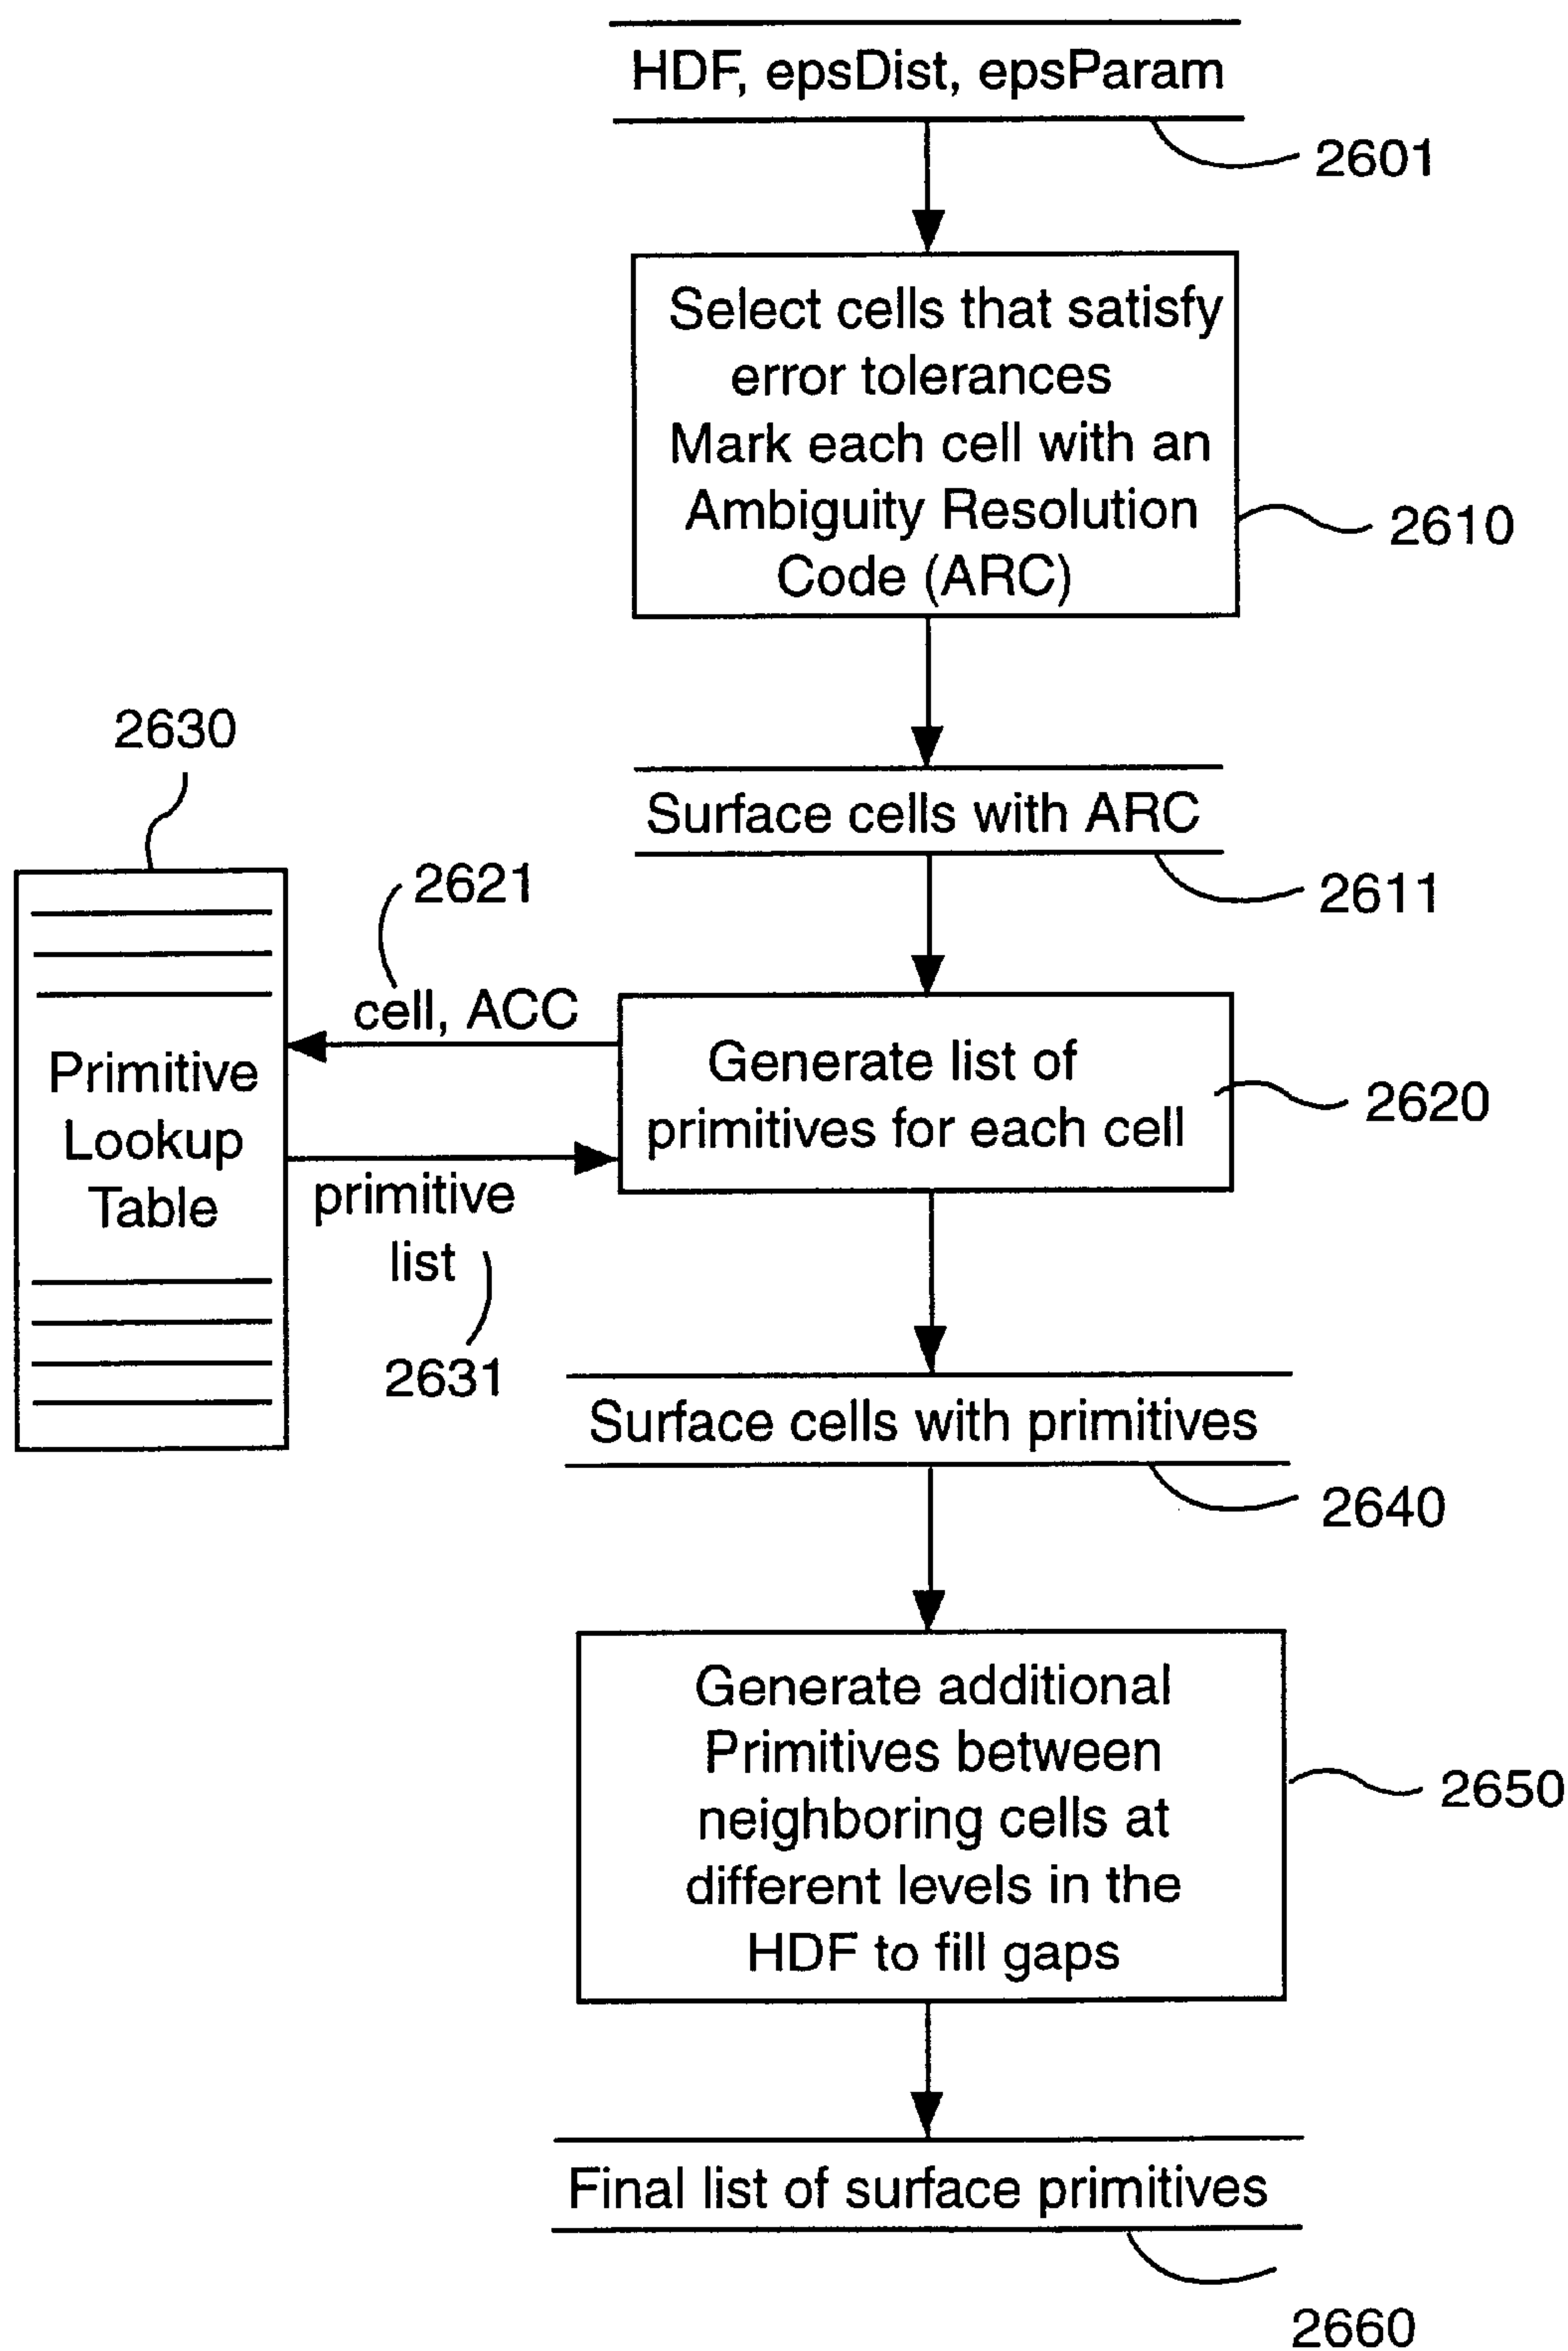 HDF, epsDist, epsParam
2601
Select cells that satisfy
error tolerances
Mark each cell with an
Ambiguity Resolution
Code (ARC)
2610
2630
Surface cells with ARC
2611
2621
cell, ACC
Primitive
Lookup
Table
Generate list of
primitives for each cell
2620
primitive
list
2631
Surface cells with primitives
2640
Generate additional
Primitives between
neighboring cells at
different levels in the
HDF to fill gaps
2650
Final list of surface primitives
2660